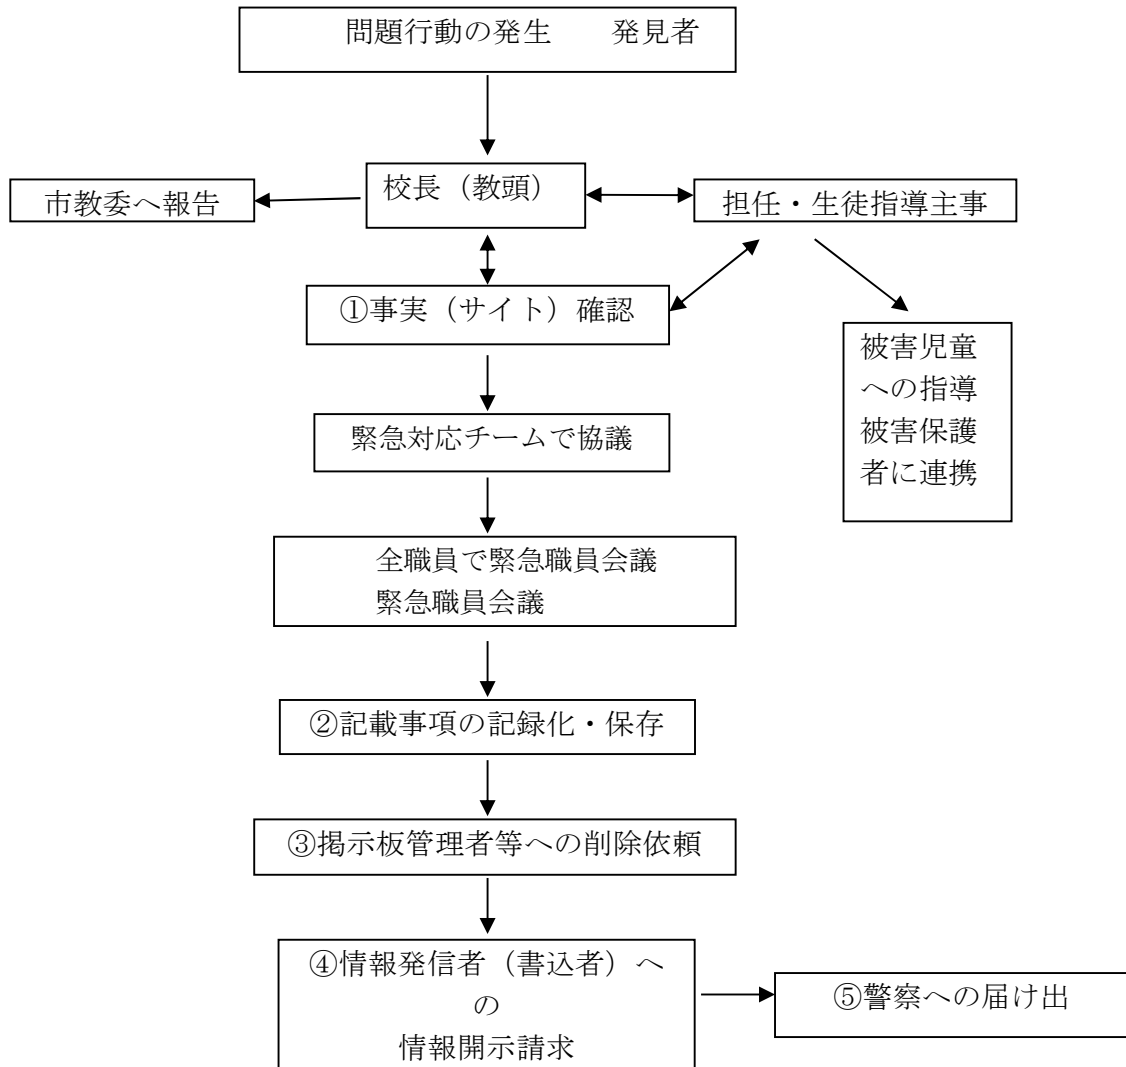 問題行動の発生　　発見者
校長（教頭）
市教委へ報告
担任・生徒指導主事
①事実（サイト）確認
被害児童
への指導
被害保護
者に連携
緊急対応チームで協議
全職員で緊急職員会議
緊急職員会議
②記載事項の記録化・保存
③掲示板管理者等への削除依頼
④情報発信者（書込者）へ
の
情報開示請求
⑤警察への届け出